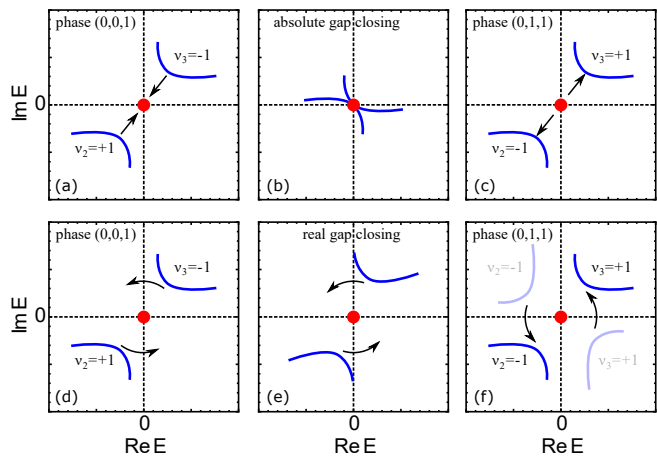 phase (0,0,1)
ν3=-1
Im E
0
ν2=+1
(a)
absolute gap closing
(b)
phase (0,1,1)
ν3=+1
ν2=-1
(c)
phase (0,0,1)
ν3=-1
Im E
0
ν2=+1
(d)
0
Re E
real gap closing
(e)
0
Re E
phase (0,1,1)
ν2=-1
ν3=+1
ν2=-1
ν3=+1
(f)
0
Re E